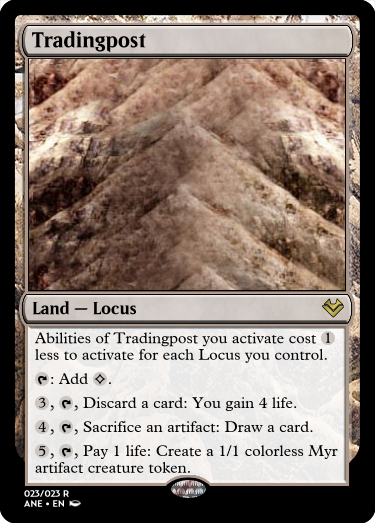 Tradingpost
Land — Locus
Abilities of Tradingpost you activate cost 1
less to activate for each Locus you control.
: Add .
3, , Discard a card: You gain 4 life.
4, , Sacrifice an artifact: Draw a card.
5, , Pay 1 life: Create a 1/1 colorless Myr
artifact creature token.
023/023 R
ANE • EN